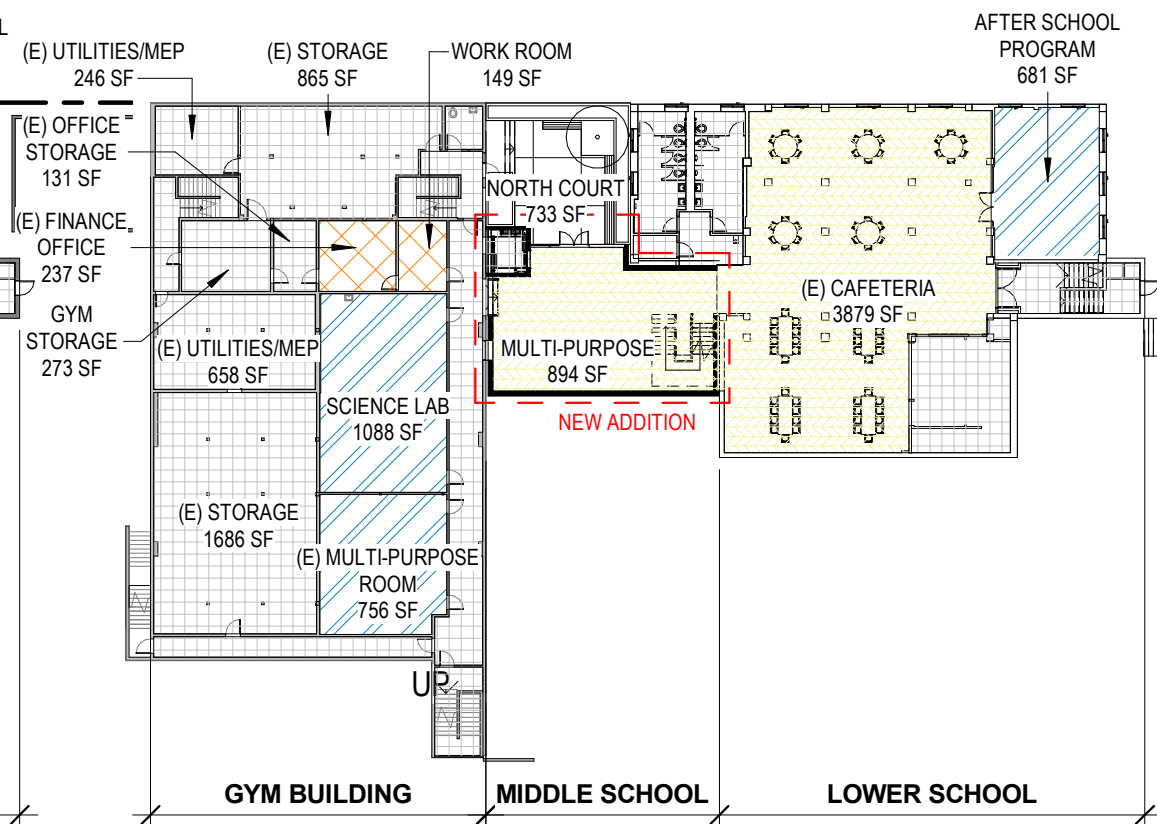 L
(E) UTILITIES/MEP
246 SF
(E) STORAGE
865 SF
WORK ROOM
149 SF
AFTER SCHOOL
PROGRAM
681 SF
(E) OFFICE
STORAGE
131 SF
(E) FINANCE
OFFICE
237 SF
GYM
STORAGE
273 SF
NORTH COURT
733 SF
(E) CAFETERIA
3879 SF
(E) UTILITIES/MEP
658 SF
MULTI-PURPOSE
894 SF
SCIENCE LAB
1088 SF
NEW ADDITION
(E) STORAGE
1686 SF
(E) MULTI-PURPOSE
ROOM
756 SF
UP
GYM BUILDING
MIDDLE SCHOOL
LOWER SCHOOL